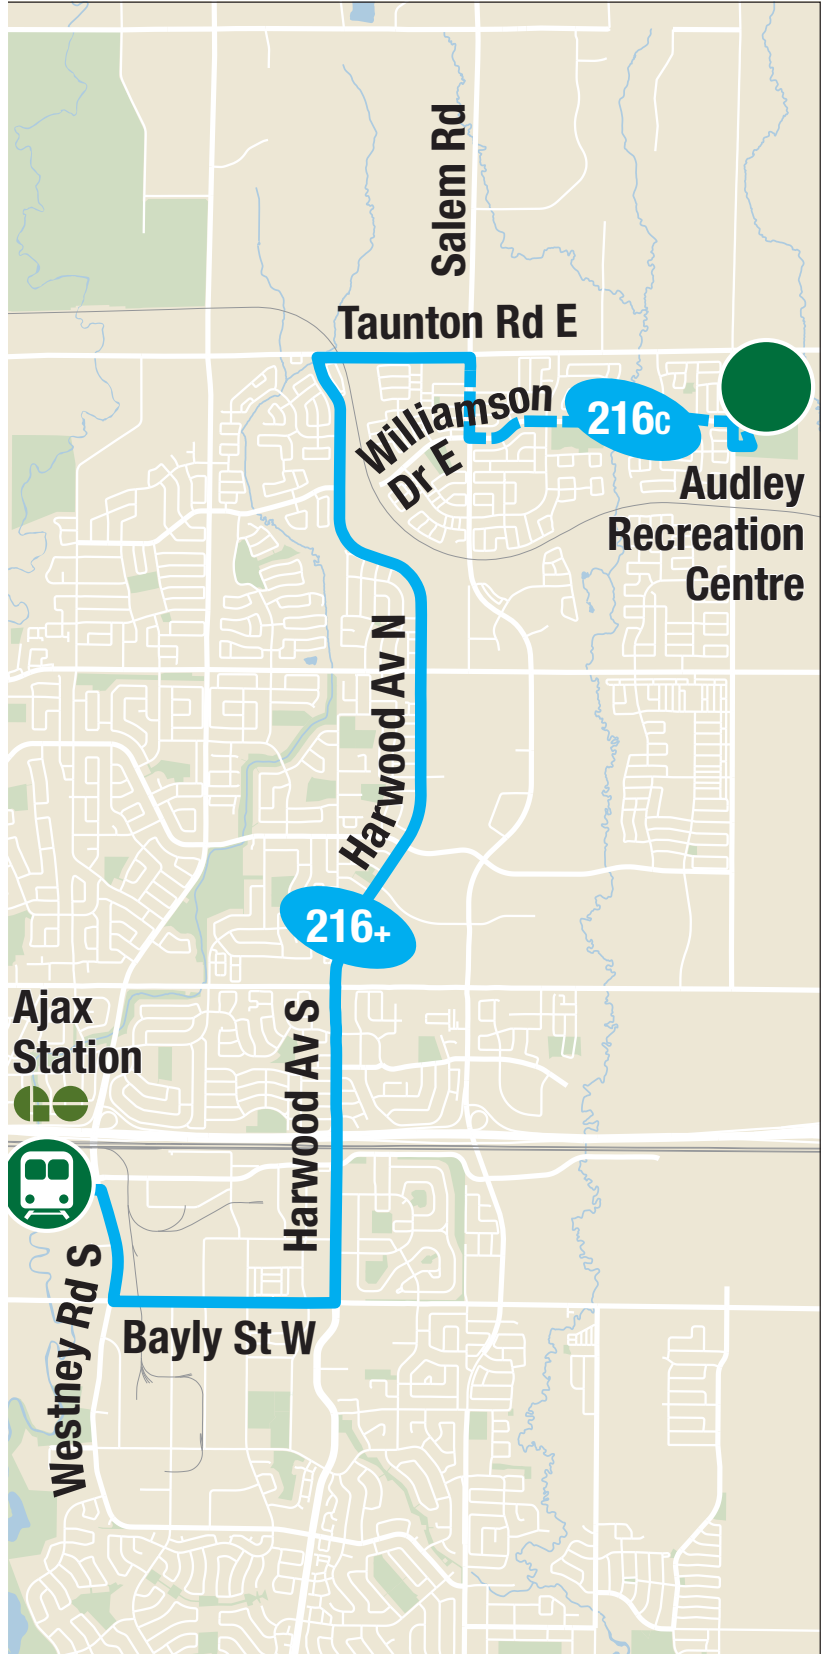 Salem Rd
Taunton Rd E
Williamson
Dr E
216C
Audley
Recreation
Centre
Harwood Av N
216+
Ajax
Station
Harwood Av S
Westney Rd S
Bayly St W